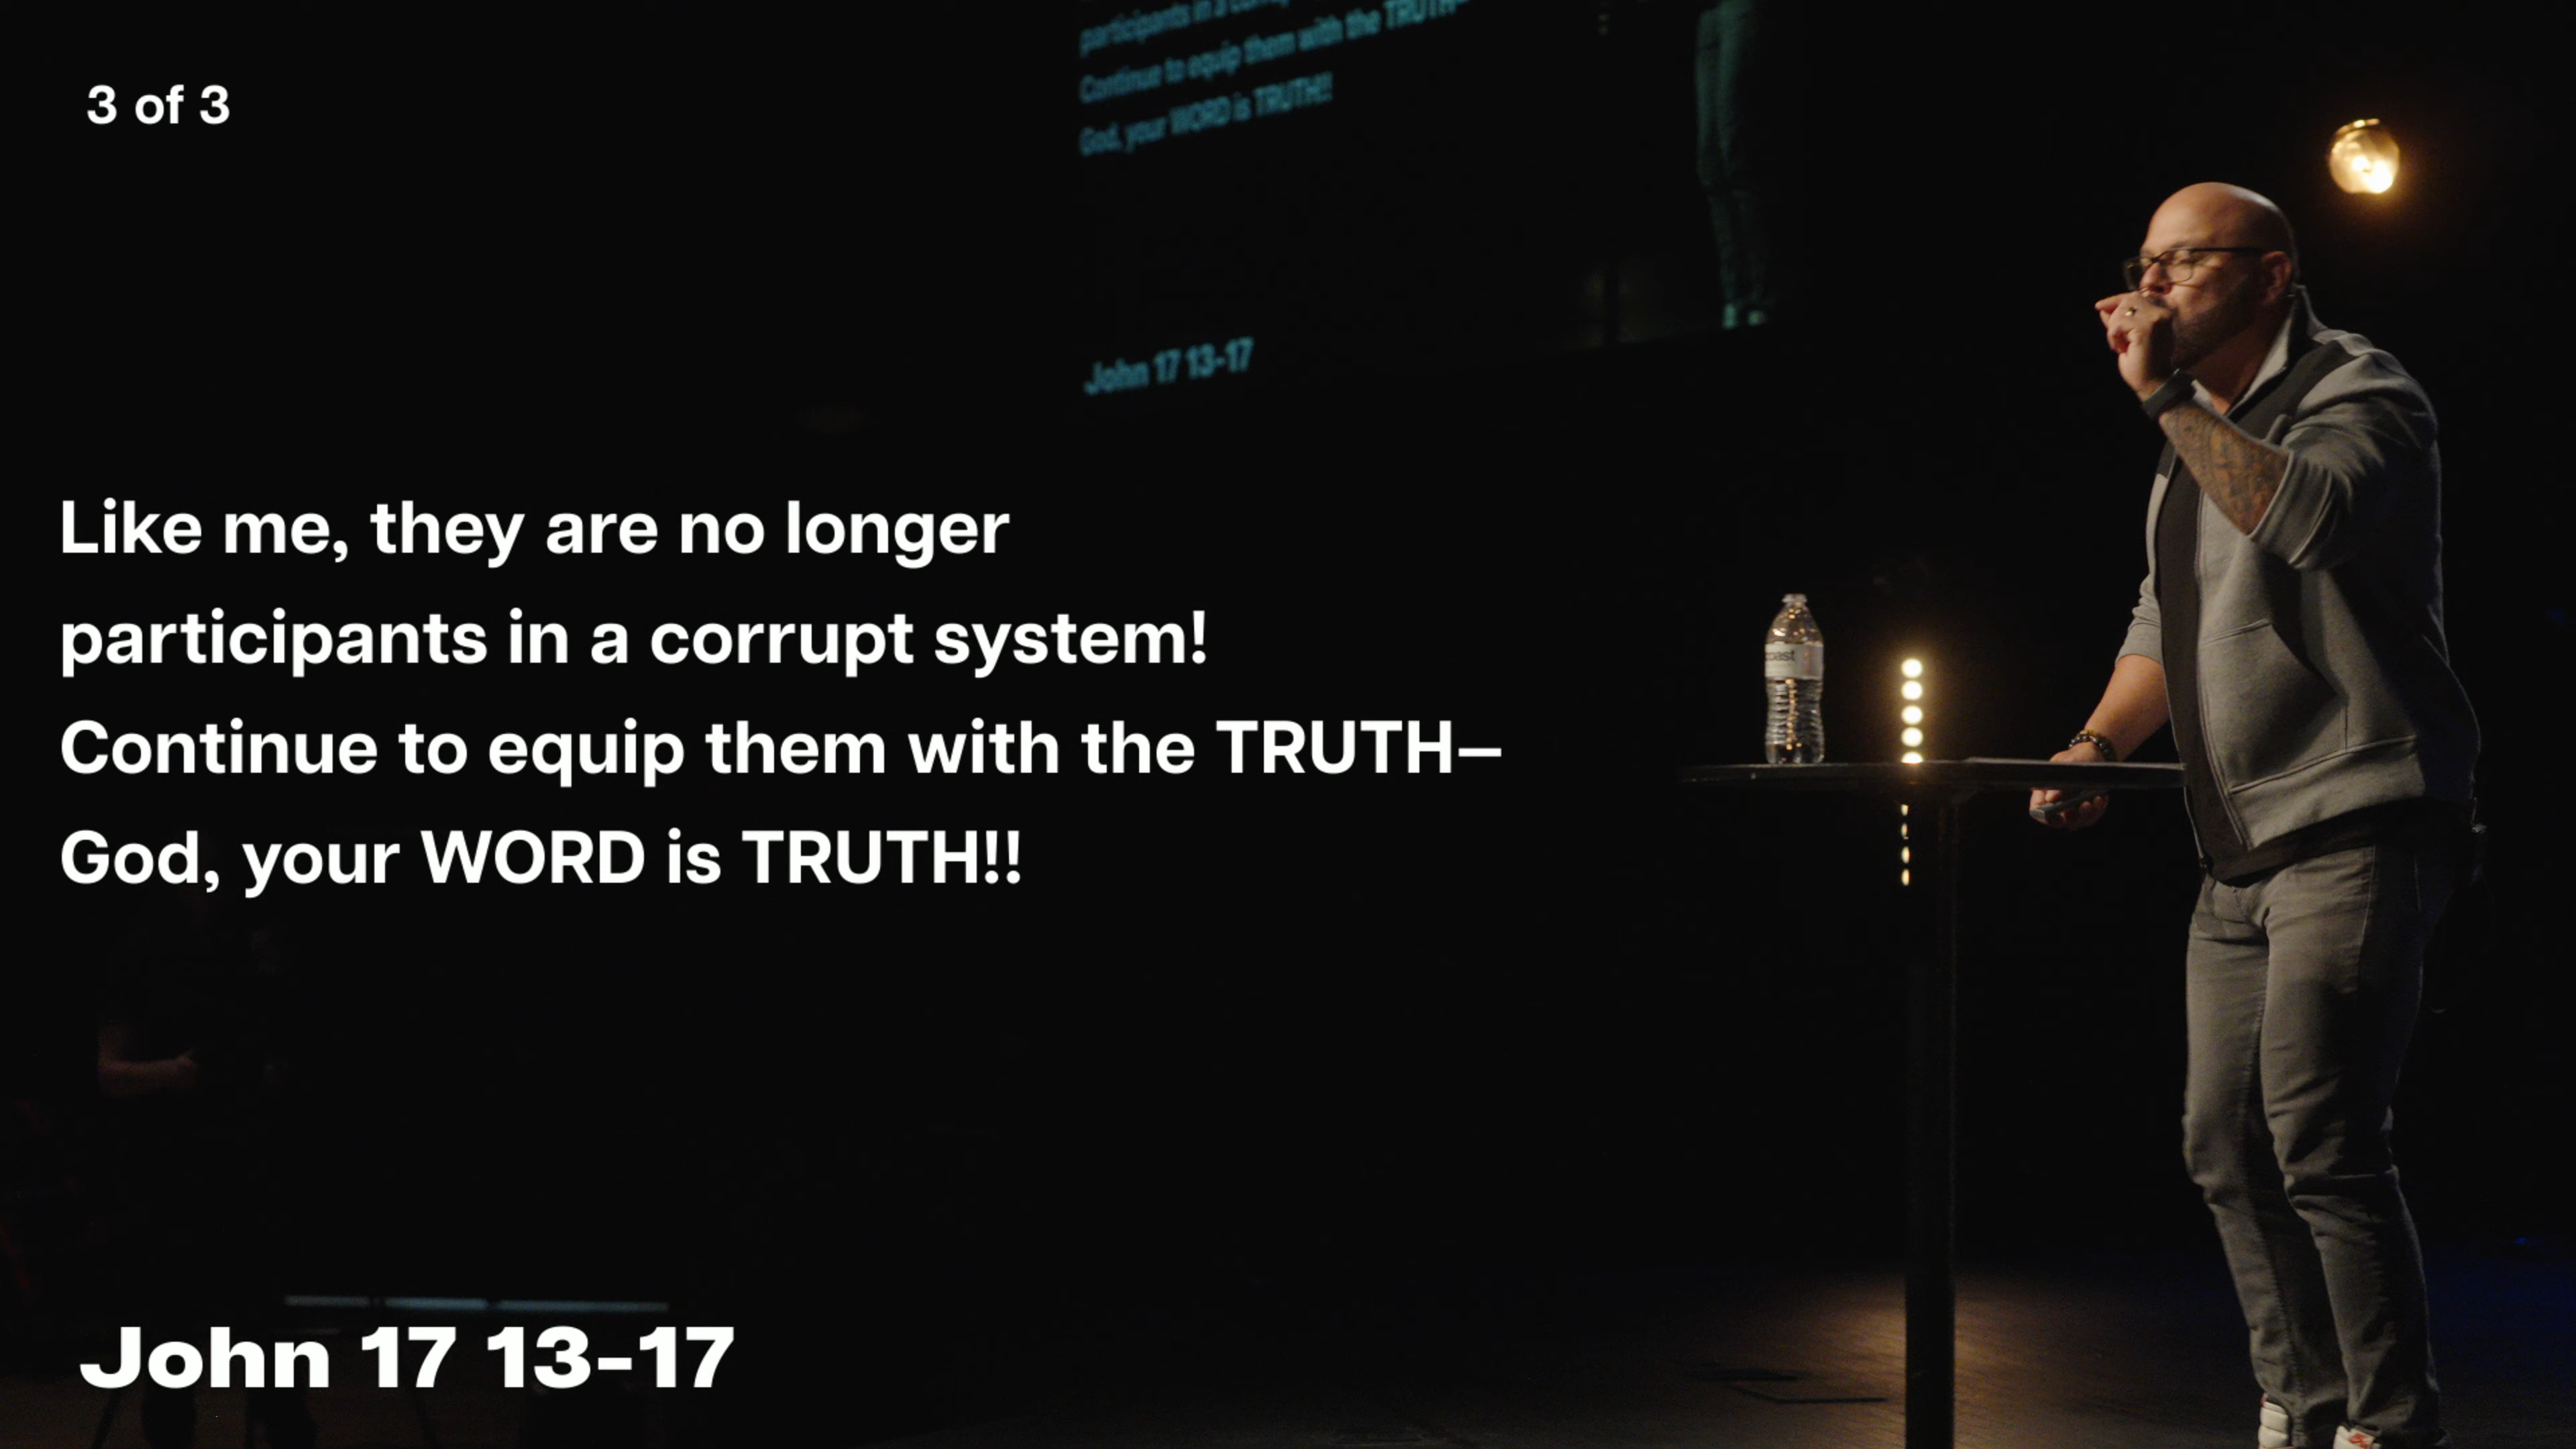 3 of 3
participants in a
Continue to equip them with the TRUTH—
God, your WORD is TRUTH!!
John 17 13-17
Like me, they are no longer
participants in a corrupt system!
Continue to equip them with the TRUTH—
God, your WORD is TRUTH!!
John 17 13-17